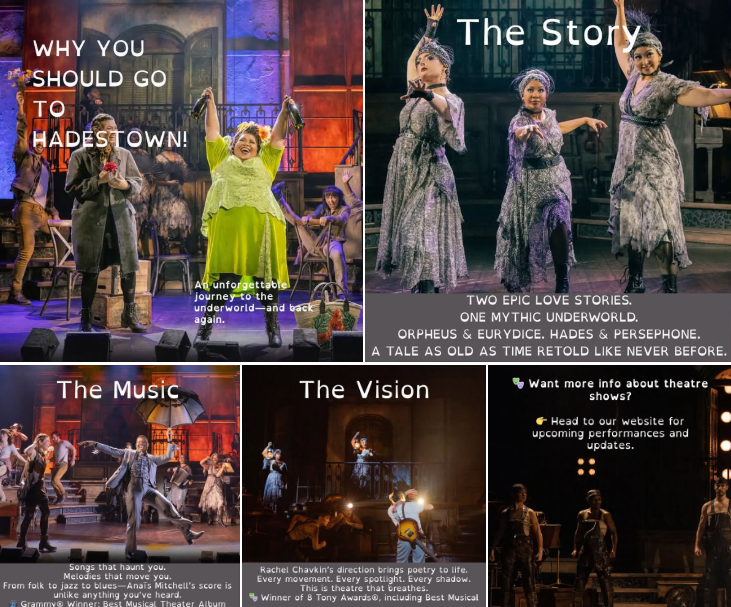 WHY YOU
SHOULD GO
TO
HADESTOWN!
An unforgettable
journey to the
underworld—and back
again.
The Story
TWO EPIC LOVE STORIES.
ONE MYTHIC UNDERWORLD.
ORPHEUS & EURYDICE. HADES & PERSEPHONE.
A TALE AS OLD AS TIME RETOLD LIKE NEVER BEFORE.
The Music
Songs that haunt you.
Melodies that move you.
From folk to jazz to blues—Anaïs Mitchell's score is
unlike anything you've heard.
Grammy® Winner: Best Musical Theater Album
The Vision
Rachel Chavkin's direction brings poetry to life.
Every movement. Every spotlight. Every shadow.
This is theatre that breathes.
🎭 Winner of 8 Tony Awards®, including Best Musical
🎭 Want more info about theatre
shows?
👉 Head to our website for
upcoming performances and
updates.